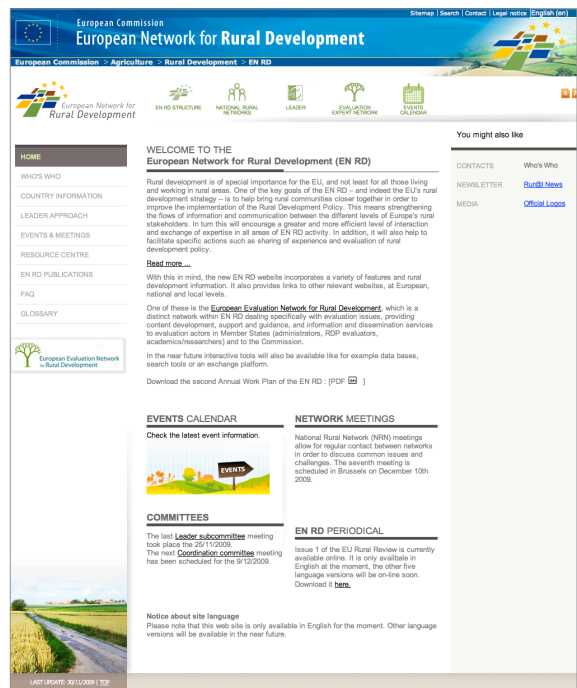 Sitemap | Search | Contact | Legal notice English (en)
European Commission
European Network for Rural Development
European Commission > Agriculture > Rural Development > EN RD
European Network for
Rural Development
EN RD STRUCTURE
NATIONAL RURAL
NETWORKS
LEADER
EVALUATION
EXPERT NETWORK
EVENTS
CALENDAR
A
You might also like
CONTACTS Who's Who
NEWSLETTER Rur@l News
MEDIA Official Logos
HOME
WHO'S WHO
COUNTRY INFORMATION
LEADER APPROACH
EVENTS & MEETINGS
RESOURCE CENTRE
EN RD PUBLICATIONS
FAQ
GLOSSARY
European Evaluation Network
for Rural Development
WELCOME TO THE
European Network for Rural Development (EN RD)
Rural development is of special importance for the EU, and not least for all those living
and working in rural areas. One of the key goals of the EN RD – and indeed the EU's rural
development strategy – is to help bring rural communities closer together in order to
improve the implementation of the Rural Development Policy. This means strengthening
the flows of information and communication between the different levels of Europe's rural
stakeholders. In turn this will encourage a greater and more efficient level of interaction
and exchange of expertise in all areas of EN RD activity. In addition, it will also help to
facilitate specific actions such as sharing of experience and evaluation of rural
development policy.
Read more ...
With this in mind, the new EN RD website incorporates a variety of features and rural
development information. It also provides links to other relevant websites, at European,
national and local levels.
One of these is the European Evaluation Network for Rural Development, which is a
distinct network within EN RD dealing specifically with evaluation issues, providing
content development, support and guidance, and information and dissemination services
to evaluation actors in Member States (administrators, RDP evaluators,
academics/researchers) and to the Commission.
In the near future interactive tools will also be available like for example data bases,
search tools or an exchange platform.
Download the second Annual Work Plan of the EN RD : [PDF en ]
EVENTS CALENDAR
Check the latest event information.
EVENTS
NETWORK MEETINGS
National Rural Network (NRN) meetings
allow for regular contact between networks
in order to discuss common issues and
challenges. The seventh meeting is
scheduled in Brussels on December 10th
2009.
COMMITTEES
The last Leader subcommittee meeting
took place the 25/11/2009.
The next Coordination committee meeting
has been scheduled for the 9/12/2009.
EN RD PERIODICAL
Issue 1 of the EU Rural Review is currently
available online. It is only availbale in
English at the moment, the other five
language versions will be on-line soon.
Download it here.
Notice about site language
Please note that this web site is only available in English for the moment. Other language
versions will be available in the near future.
LAST UPDATE: 30/11/2009 | TOP